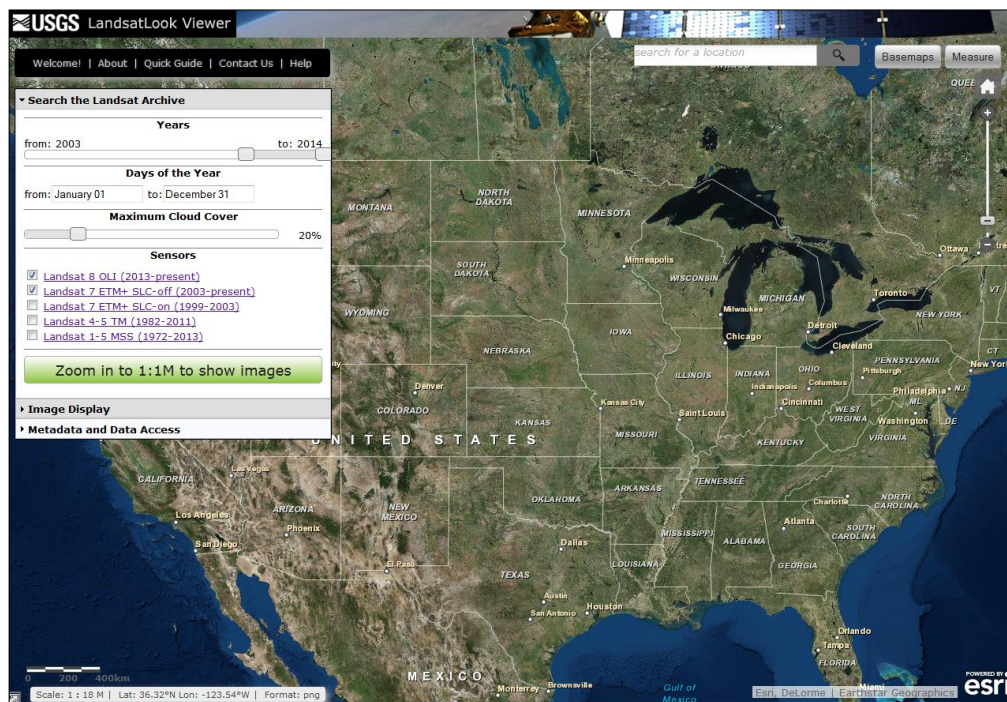 USGS LandsatLook Viewer
Welcome! | About | Quick Guide | Contact Us | Help
search for a location
Basemaps
Measure
Search the Landsat Archive
Years
from: 2003 to: 2014
Days of the Year
from: January 01 to: December 31
Maximum Cloud Cover
20%
Sensors
Landsat 8 OLI (2013-present)
Landsat 7 ETM+ SLC-off (2003-present)
Landsat 7 ETM+ SLC-on (1999-2003)
Landsat 4-5 TM (1982-2011)
Landsat 1-5 MSS (1972-2013)
Zoom in to 1:1M to show images
Image Display
Metadata and Data Access
QUEE
MONTANA
NORTH
DAKOTA
MINNESOTA
Ottawa
Minneapolis
SOUTH
DAKOTA
WISCONSIN
MICHIGAN
Toronto
VT
WYOMING
Milwaukee
NEW YORK
IOWA
Chicago
Detroit
Cleveland
NEBRASKA
PENNSYLVANIA
CT
New York
ILLINOIS
INDIANA
OHIO
Pittsburgh
Denver
Indianapolis
Columbus
Philadelphia
NJ
COLORADO
Kansas City
Cincinnati
ML
DE
KANSAS
Saint Louis
WEST
VIRGINIA
Washington
UNITED STATES
MISSOURI
KENTUCKY
VIRGINIA
Las Vegas
CALIFORNIA
TENNESSEE
ARKANSAS
NORTH
CAROLINA
OKLAHOMA
Charlotte
Los Angeles
ARIZONA
NEW
MEXICO
Phoenix
Atlanta
SOUTH
CAROLINA
San Diego
Dallas
MISSISSIPPI
ALABAMA
El Paso
TEXAS
LOUISIANA
GEORGIA
Austin
San Antonio
Houston
Orlando
Tampa
FLORIDA
0 200 400km
MEXICO
Monterrey
Brownsville
Gulf of
Mexico
Miami
Scale: 1 : 18 M | Lat: 36.32°N Lon: -123.54°W | Format: png
Esri, DeLorme | Earthstar Geographics
POWERED BY
esri